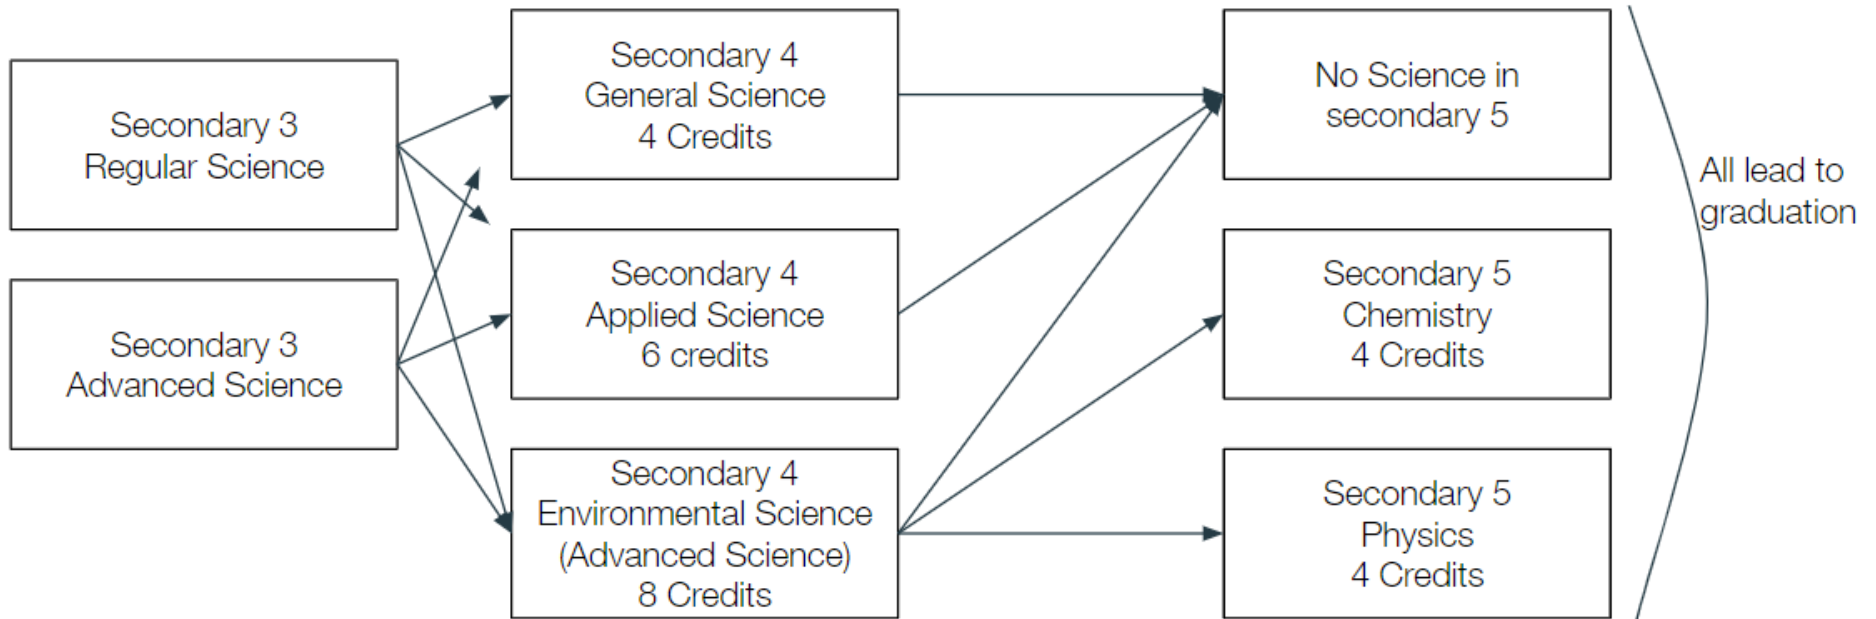 Secondary 3
Regular Science
Secondary 3
Advanced Science
Secondary 4
General Science
4 Credits
Secondary 4
Applied Science
6 credits
Secondary 4
Environmental Science
(Advanced Science)
8 Credits
No Science in
secondary 5
Secondary 5
Chemistry
4 Credits
Secondary 5
Physics
4 Credits
All lead to
graduation